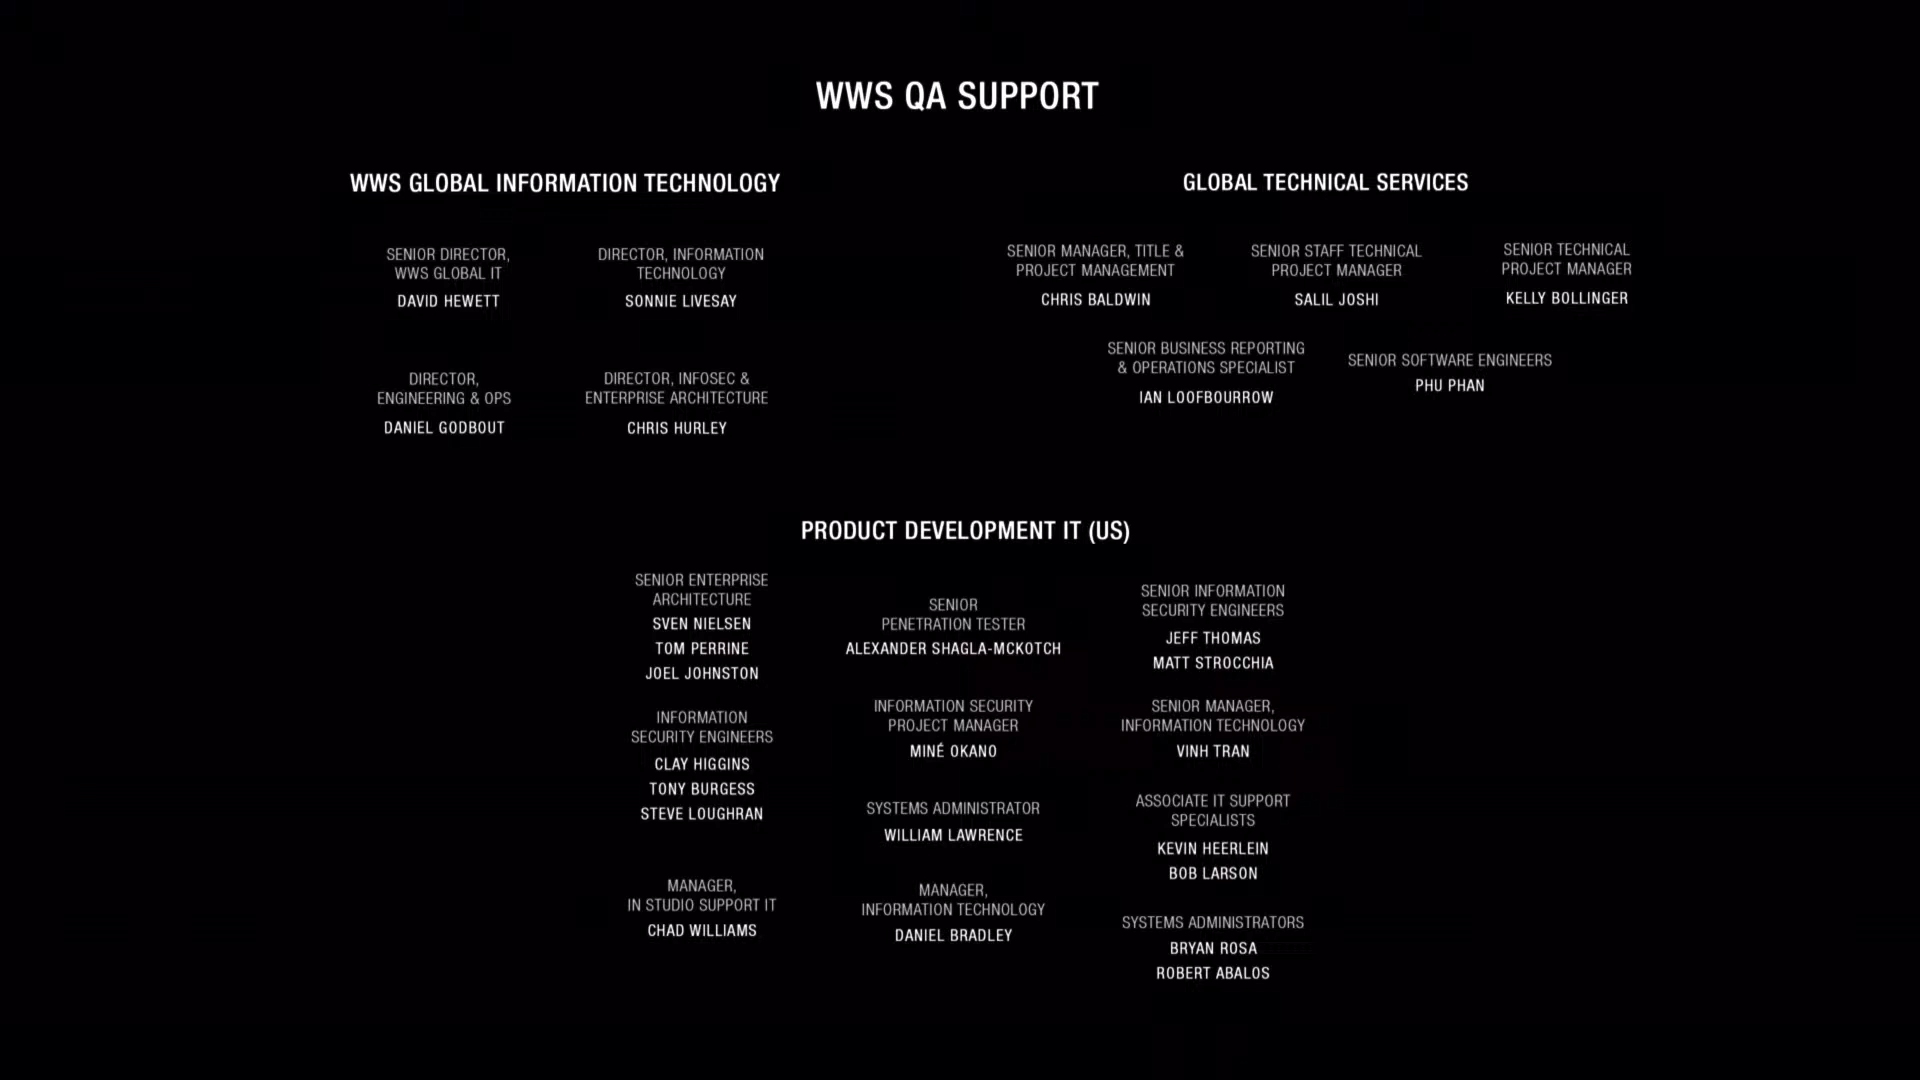 WWS QA SUPPORT
WWS GLOBAL INFORMATION TECHNOLOGY
SENIOR DIRECTOR,
WWS GLOBAL IT
DAVID HEWETT
DIRECTOR, INFORMATION
TECHNOLOGY
SONNIE LIVESAY
DIRECTOR,
ENGINEERING & OPS
DANIEL GODBOUT
DIRECTOR, INFOSEC &
ENTERPRISE ARCHITECTURE
CHRIS HURLEY
GLOBAL TECHNICAL SERVICES
SENIOR MANAGER, TITLE &
PROJECT MANAGEMENT
CHRIS BALDWIN
SENIOR STAFF TECHNICAL
PROJECT MANAGER
SALIL JOSHI
SENIOR TECHNICAL
PROJECT MANAGER
KELLY BOLLINGER
SENIOR BUSINESS REPORTING
& OPERATIONS SPECIALIST
IAN LOOFBOURROW
SENIOR SOFTWARE ENGINEERS
PHU PHAN
PRODUCT DEVELOPMENT IT (US)
SENIOR ENTERPRISE
ARCHITECTURE
SVEN NIELSEN
TOM PERRINE
JOEL JOHNSTON
INFORMATION
SECURITY ENGINEERS
CLAY HIGGINS
TONY BURGESS
STEVE LOUGHRAN
MANAGER,
IN STUDIO SUPPORT IT
CHAD WILLIAMS
SENIOR
PENETRATION TESTER
ALEXANDER SHAGLA-MCKOTCH
INFORMATION SECURITY
PROJECT MANAGER
MINÉ OKANO
SYSTEMS ADMINISTRATOR
WILLIAM LAWRENCE
MANAGER,
INFORMATION TECHNOLOGY
DANIEL BRADLEY
SENIOR INFORMATION
SECURITY ENGINEERS
JEFF THOMAS
MATT STROCCHIA
SENIOR MANAGER,
INFORMATION TECHNOLOGY
VINH TRAN
ASSOCIATE IT SUPPORT
SPECIALISTS
KEVIN HEERLEIN
BOB LARSON
SYSTEMS ADMINISTRATORS
BRYAN ROSA
ROBERT ABALOS